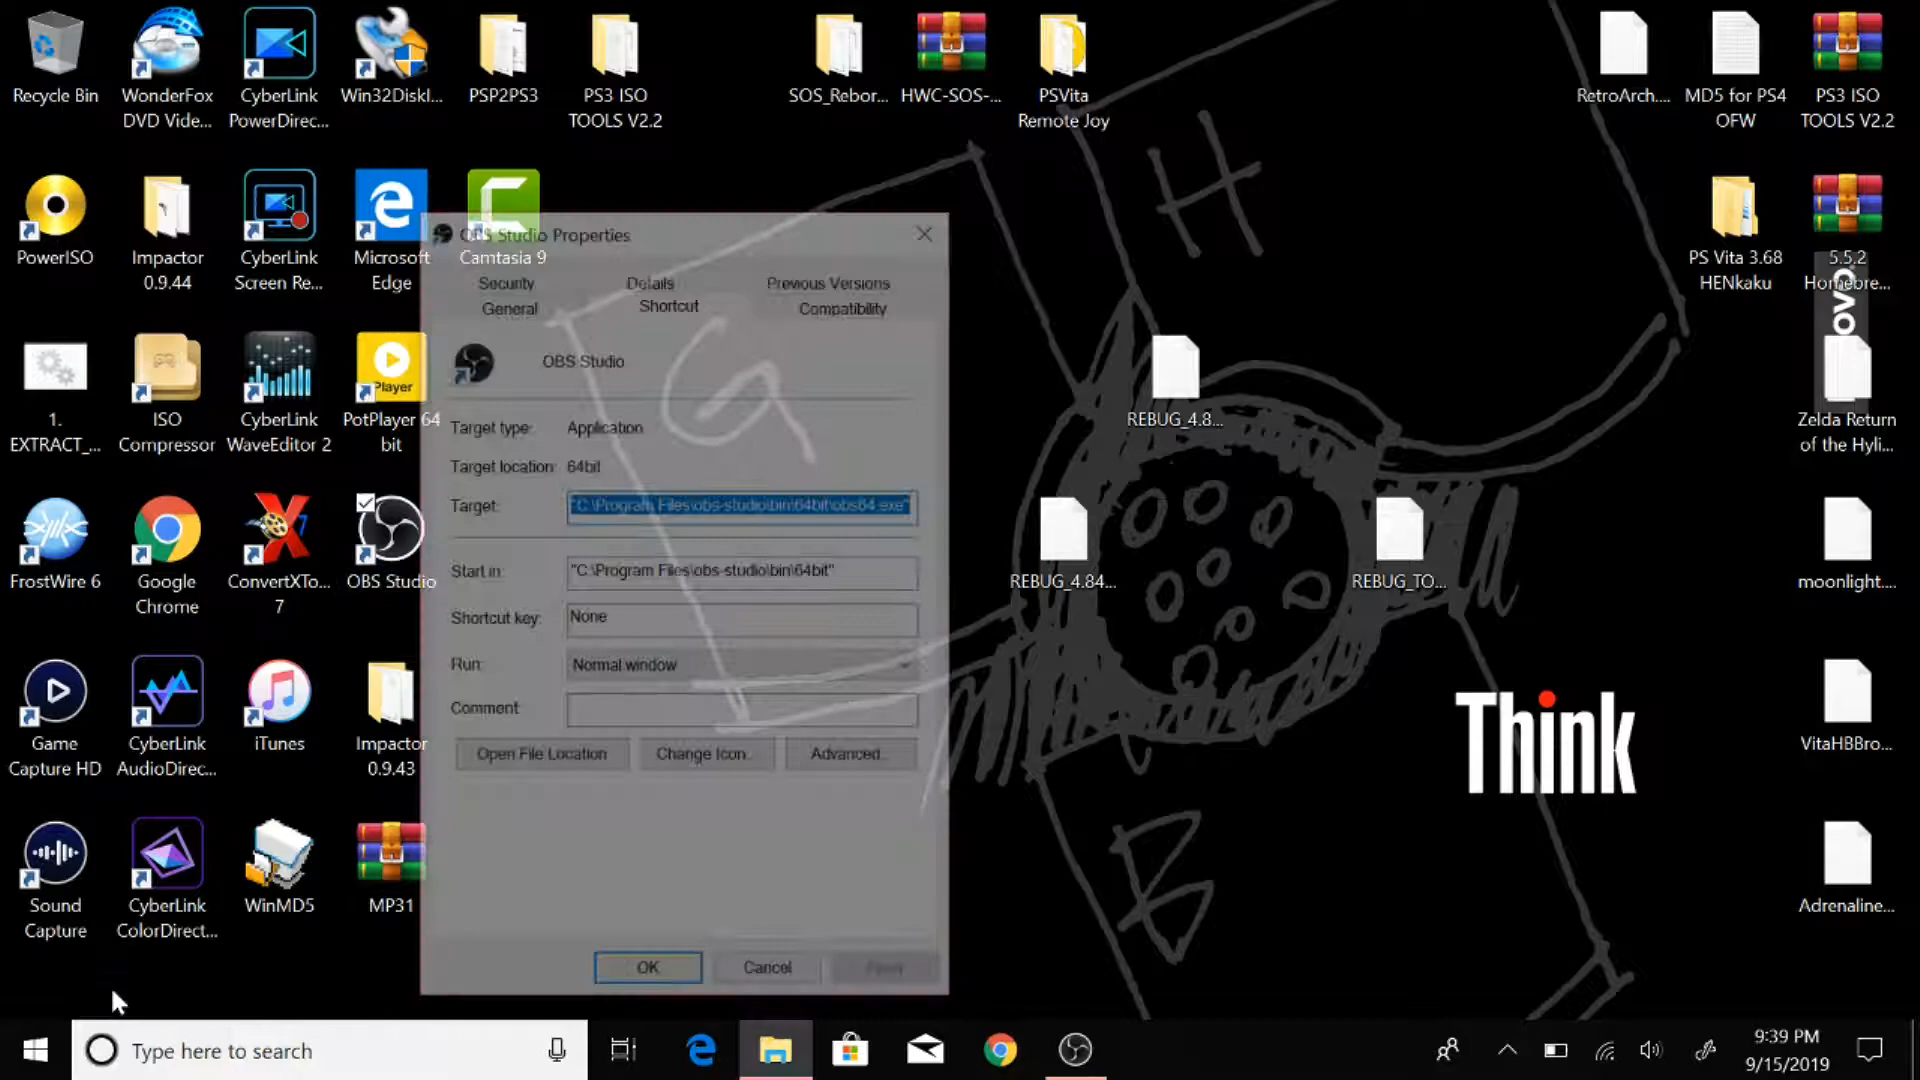 Recycle Bin
WonderFox
DVD Vide...
CyberLink
PowerDirec...
Win32DiskI...
PSP2PS3
PS3 ISO
TOOLS V2.2
SOS_Rebor...
HWC-SOS-...
PSVita
Remote Joy
RetroArch....
MD5 for PS4
OFW
PS3 ISO
TOOLS V2.2
H
PowerISO
Impactor
0.9.44
CyberLink
Screen Re...
Microsoft
Edge
Camtasia 9
PS Vita 3.68
HENkaku
5.5.2
Homebre...
OBS Studio Properties
Security
Details
Previous Versions
General
Shortcut
Compatibility
OBS Studio
G
Target type:
Application
Target location:
64bit
Target:
"C:\Program Files\obs-studio\bin\64bit\obs64.exe"
Start in:
"C:\Program Files\obs-studio\bin\64bit"
Shortcut key:
None
Run:
Normal window
Comment:
Open File Location
Change Icon...
Advanced...
OK
Cancel
1.
EXTRACT_...
ISO
Compressor
CyberLink
WaveEditor 2
Player
PotPlayer 64
bit
REBUG_4.8...
Zelda Return
of the Hyli...
FrostWire 6
Google
Chrome
7
ConvertXTo...
7
OBS Studio
REBUG_4.84...
REBUG_TO...
moonlight....
Game
Capture HD
CyberLink
AudioDirec...
iTunes
Impactor
0.9.43
Think
VitaHBBro...
Sound
Capture
CyberLink
ColorDirect...
WinMD5
MP31
B
Adrenaline...
Type here to search
9:39 PM
9/15/2019